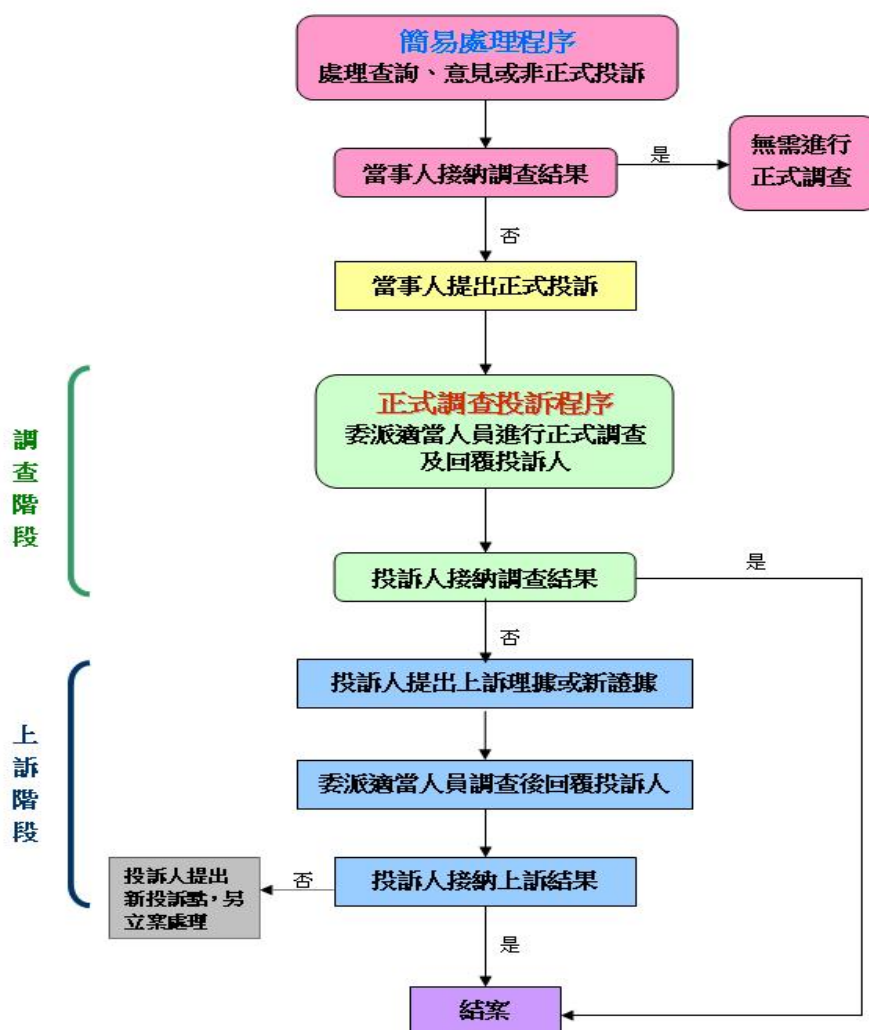 簡易處理程序
處理查詢、意見或非正式投訴
當事人接納調查結果
是
無需進行
正式調查
否
當事人提出正式投訴
調查階段
正式調查投訴程序
委派適當人員進行正式調查
及回覆投訴人
投訴人接納調查結果
是
否
上訴階段
投訴人提出上訴理據或新證據
委派適當人員調查後回覆投訴人
投訴人接納上訴結果
否
投訴人提出
新投訴點，另
立案處理
是
結案